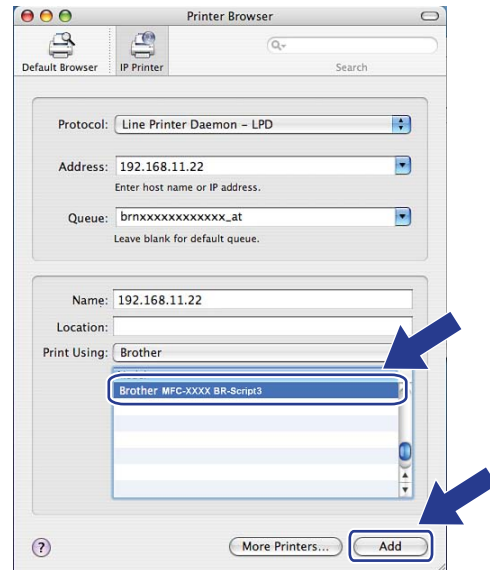 Printer Browser
Default Browser
IP Printer
Search
Protocol: Line Printer Daemon – LPD
Address: 192.168.11.22
Enter host name or IP address.
Queue: brnxxxxxxxxxxxx_at
Leave blank for default queue.
Name: 192.168.11.22
Location:
Print Using: Brother
Brother MFC-XXXX BR-Script3
? More Printers... Add